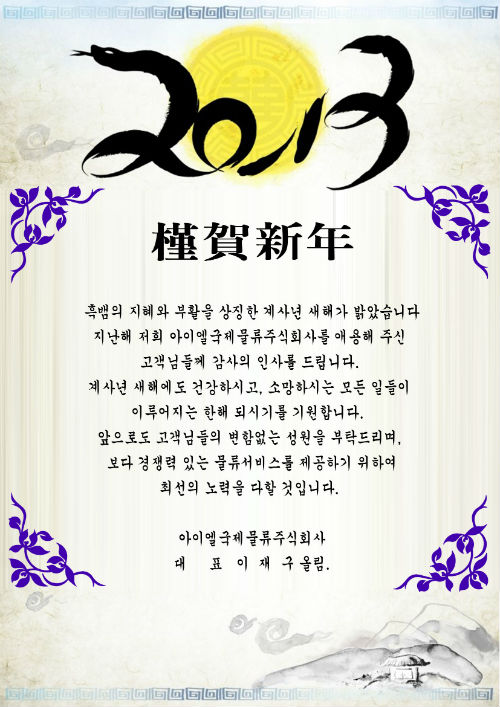 2013
槿賀新年
흑뱀의 지혜와 부활을 상징한 계사년 새해가 밝았습니다
지난해 저희 아이엘국제물류주식회사를 애용해 주신
고객님들께 감사의 인사를 드립니다.
계사년 새해에도 건강하시고, 소망하시는 모든 일들이
이루어지는 한해 되시기를 기원합니다.
앞으로도 고객님들의 변함없는 성원을 부탁드리며,
보다 경쟁력 있는 물류서비스를 제공하기 위하여
최선의 노력을 다할 것입니다.
아이엘국제물류주식회사
대 표 이 재 구 올림.